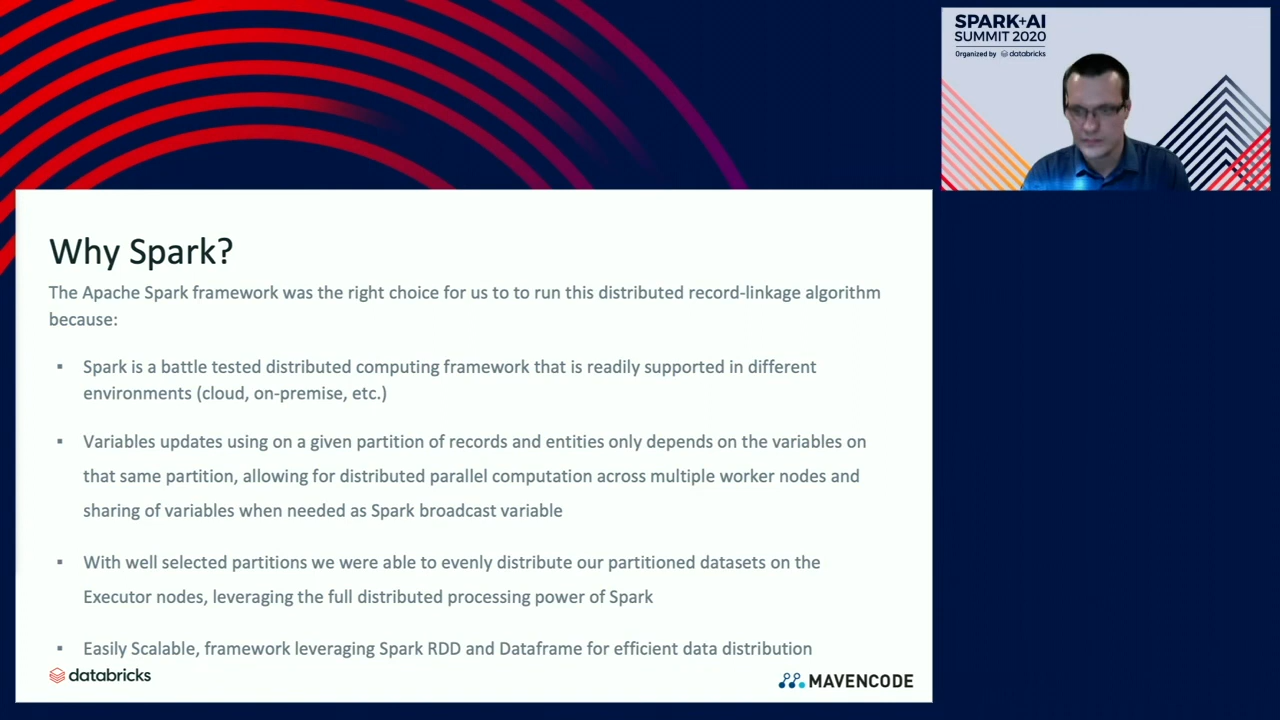 SPARK+AI
SUMMIT 2020
Organized by databricks
Why Spark?
The Apache Spark framework was the right choice for us to to run this distributed record-linkage algorithm
because:
▪ Spark is a battle tested distributed computing framework that is readily supported in different
environments (cloud, on-premise, etc.)
▪ Variables updates using on a given partition of records and entities only depends on the variables on
that same partition, allowing for distributed parallel computation across multiple worker nodes and
sharing of variables when needed as Spark broadcast variable
▪ With well selected partitions we were able to evenly distribute our partitioned datasets on the
Executor nodes, leveraging the full distributed processing power of Spark
▪ Easily Scalable, framework leveraging Spark RDD and Dataframe for efficient data distribution
databricks
MAVENCODE